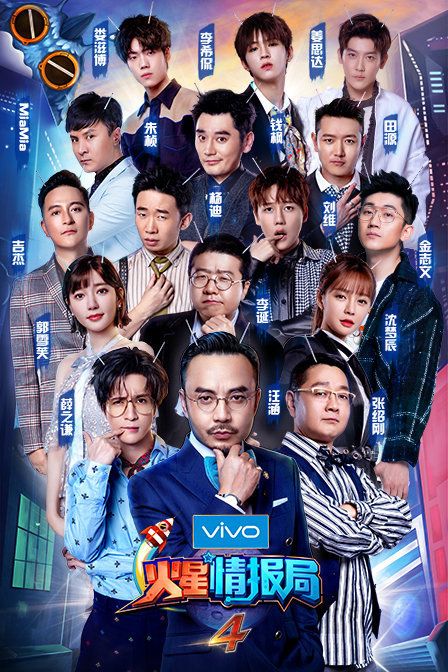 娄滋博
李希侃
姜思达
MiaMia
朱桢
钱枫
田源
杨迪
刘维
吉杰
金志文
李诞
郭雪芙
沈梦辰
薛之谦
汪涵
张绍刚
vivo
火星情报局
4